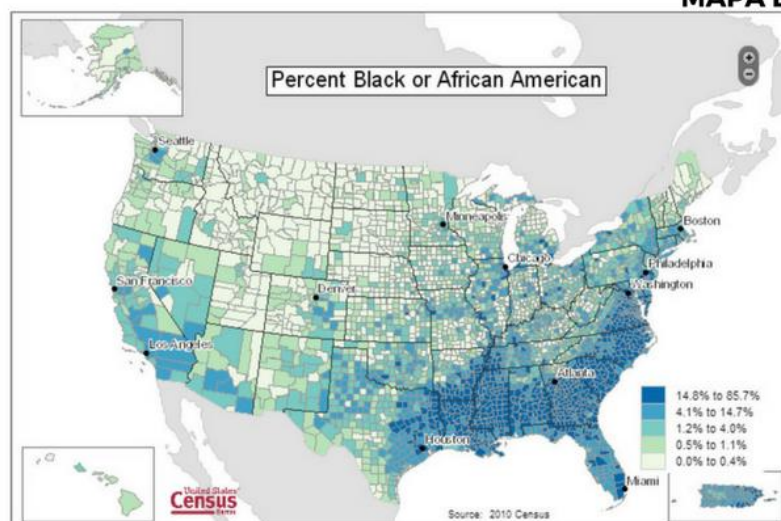 MAPA
Percent Black or African American
+
−
Seattle
Minneapolis
Boston
Chicago
Philadelphia
San Francisco
Denver
Washington
Los Angeles
Atlanta
14.8% to 85.7%
4.1% to 14.7%
1.2% to 4.0%
0.5% to 1.1%
0.0% to 0.4%
Houston
Miami
United States
Census
Source: 2010 Census